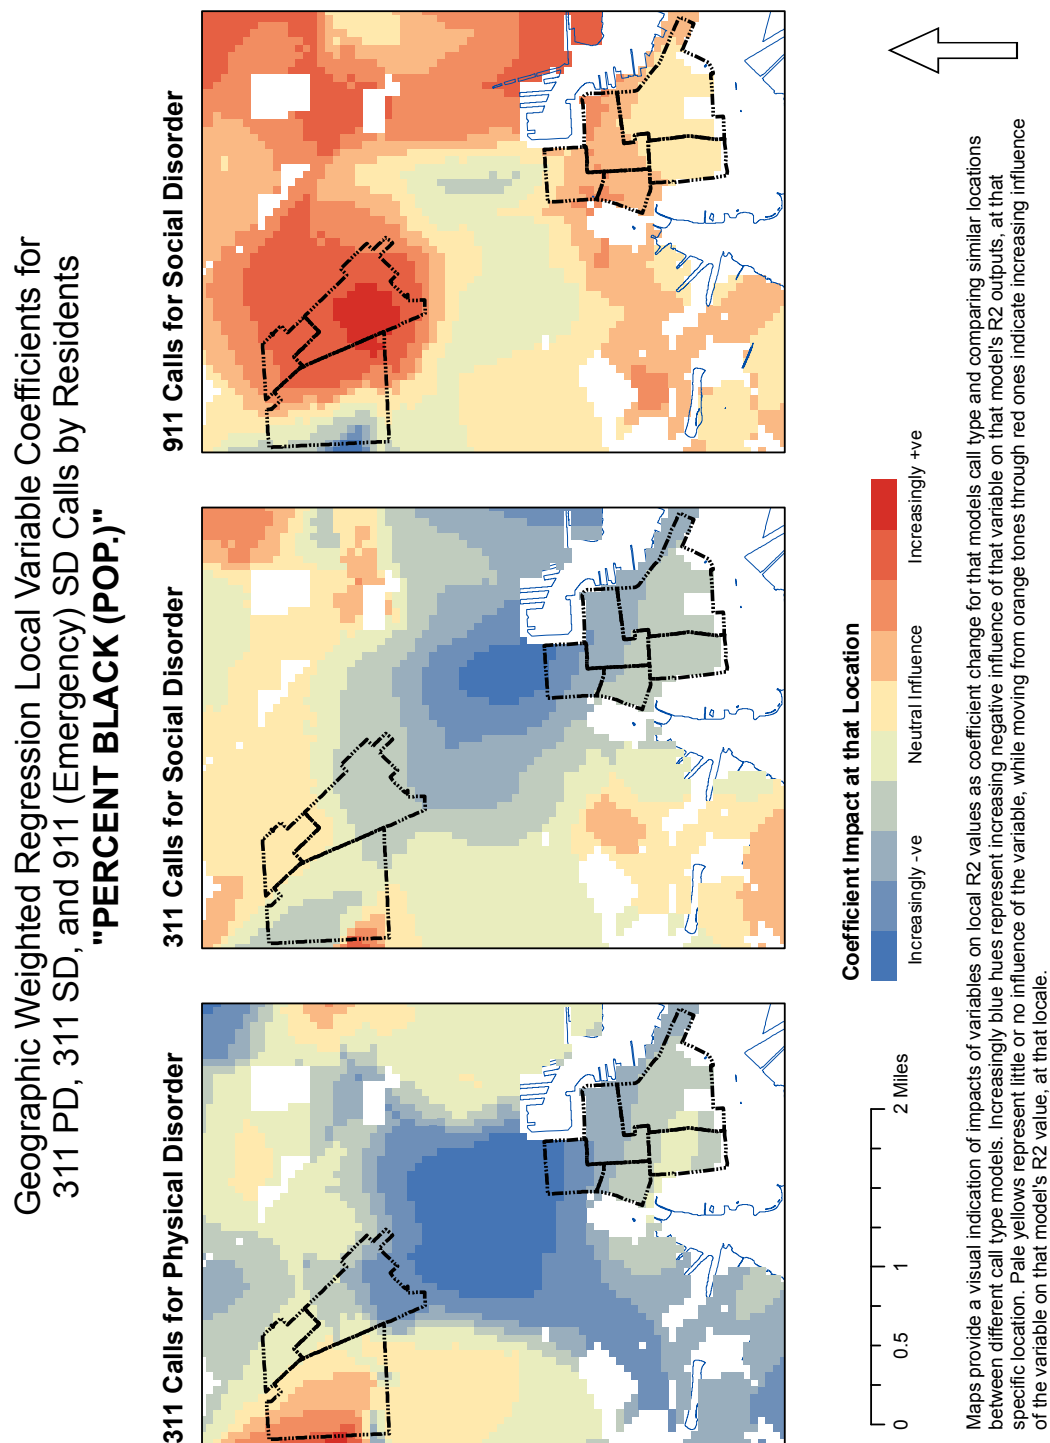 Geographic Weighted Regression Local Variable Coefficients for
311 PD, 311 SD, and 911 (Emergency) SD Calls by Residents
"PERCENT BLACK (POP.)"
311 Calls for Physical Disorder
311 Calls for Social Disorder
911 Calls for Social Disorder
0 0.5 1 2 Miles
Coefficient Impact at that Location
Increasingly -ve Neutral Influence Increasingly +ve
Maps provide a visual indication of impacts of variables on local R2 values as coefficient change for that models call type and comparing similar locations
between different call type models. Increasingly blue hues represent increasing negative influence of that variable on that model's R2 outputs, at that
specific location. Pale yellows represent little or no influence of the variable, while moving from orange tones through red ones indicate increasing influence
of the variable on that model's R2 value, at that locale.